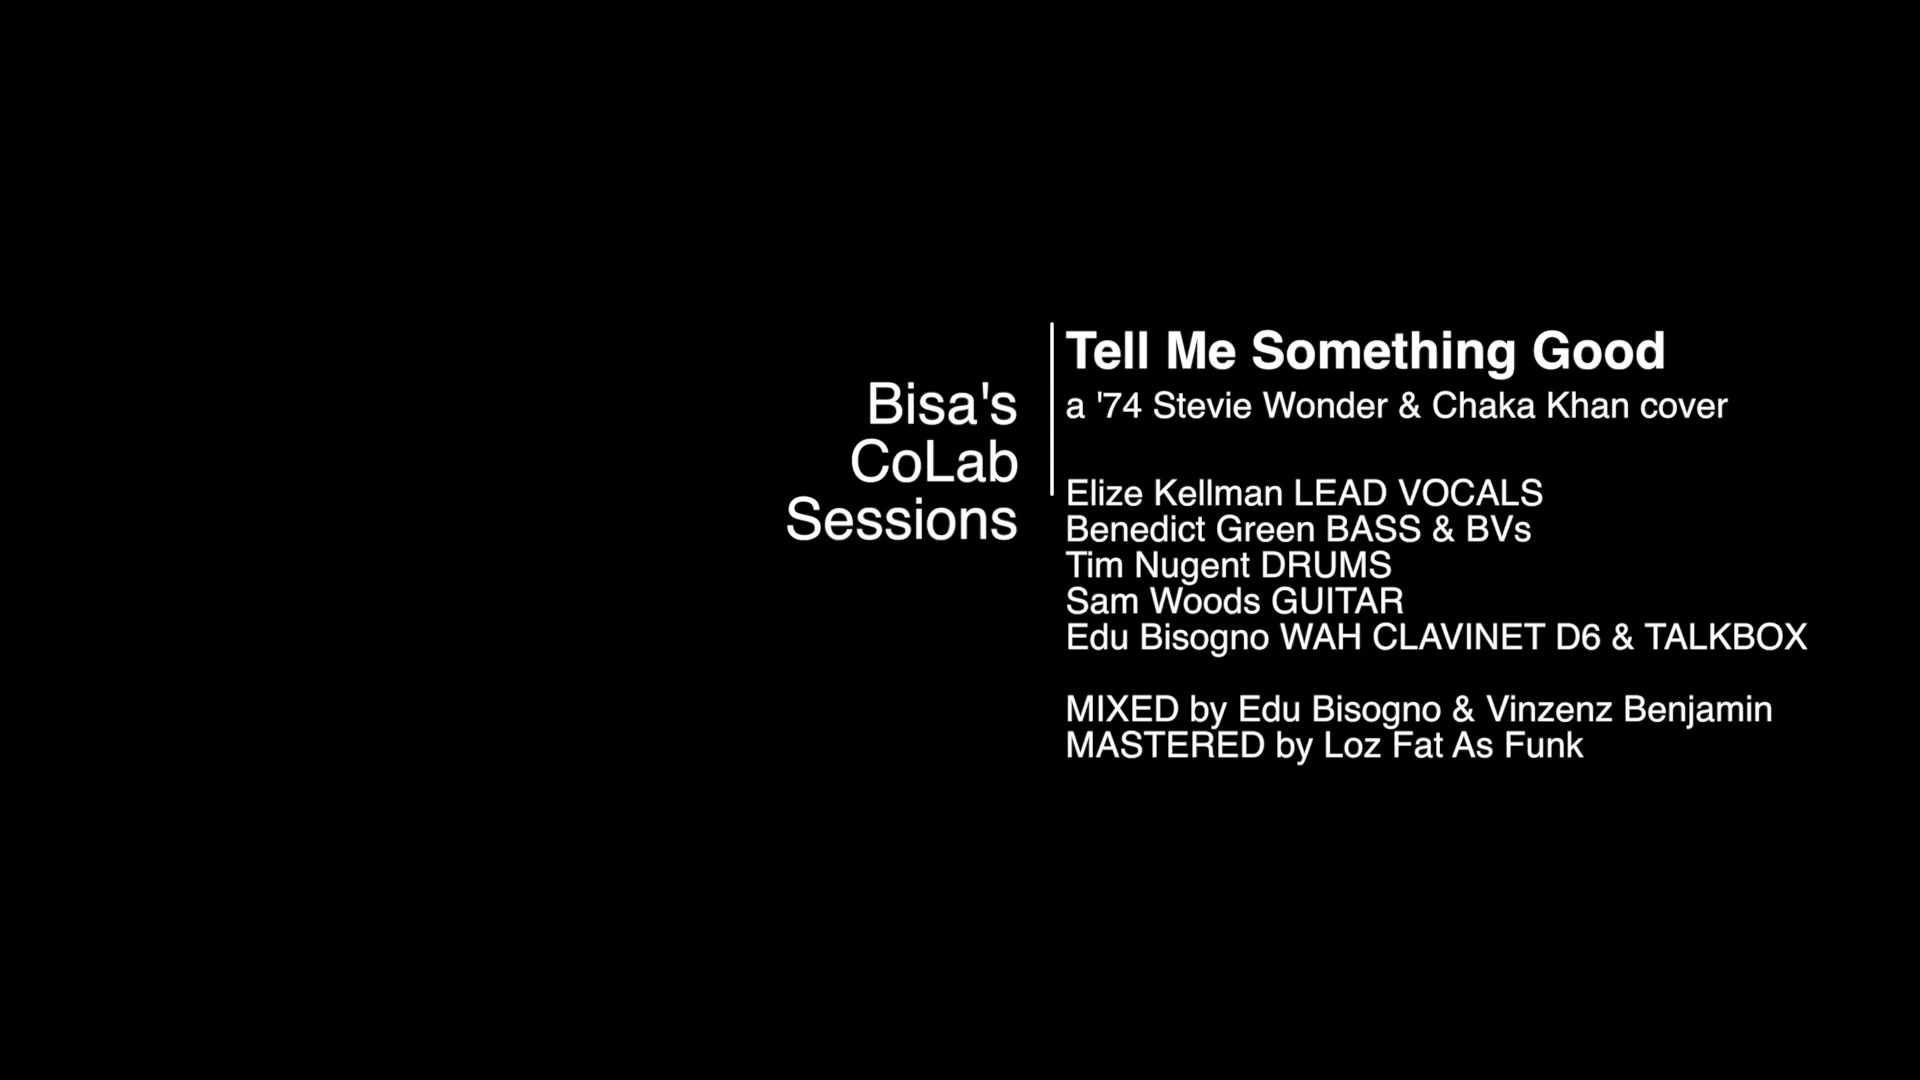 Bisa's
CoLab
Sessions
Tell Me Something Good
a '74 Stevie Wonder & Chaka Khan cover
Elize Kellman LEAD VOCALS
Benedict Green BASS & BVs
Tim Nugent DRUMS
Sam Woods GUITAR
Edu Bisogno WAH CLAVINET D6 & TALKBOX
MIXED by Edu Bisogno & Vinzenz Benjamin
MASTERED by Loz Fat As Funk